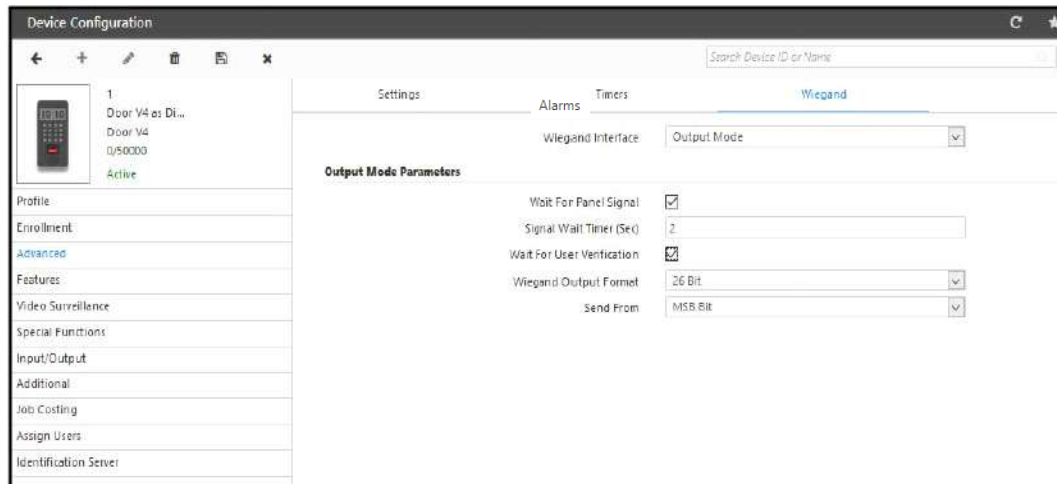 Device Configuration
Search Device ID or Name
1
Door V4 as Di...
Door V4
0/50000
Active
Profile
Enrollment
Advanced
Features
Video Surveillance
Special Functions
Input/Output
Additional
Job Costing
Assign Users
Identification Server
Settings
Alarms
Timers
Wiegand
Wiegand Interface Output Mode
Output Mode Parameters
Wait For Panel Signal
Signal Wait Timer (Sec) 2
Wait For User Verification
Wiegand Output Format 26 Bit
Send From MSB Bit